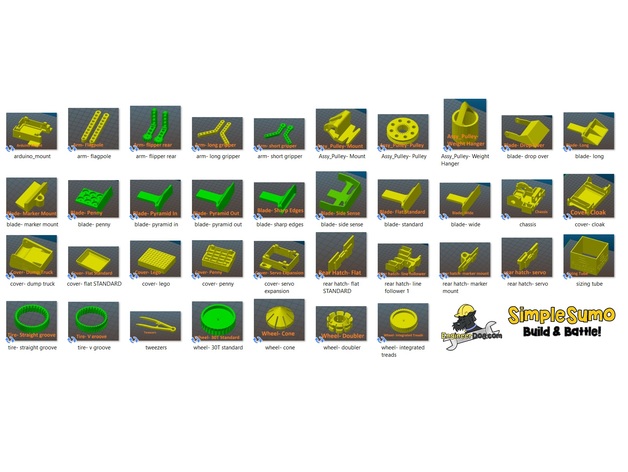 arduino_mount
arm- flagpole
arm- flipper rear
arm- long gripper
arm- short gripper
Assy_Pulley- Mount
Assy_Pulley- Pulley
Assy_Pulley- Weight
Hanger
blade- drop over
blade- long
blade- marker mount
blade- penny
blade- pyramid in
blade- pyramid out
blade- sharp edges
blade- side sense
blade- standard
blade- wide
chassis
cover- cloak
cover- dump truck
cover- flat STANDARD
cover- lego
cover- penny
cover- servo
expansion
rear hatch- flat
STANDARD
rear hatch- line
follower 1
rear hatch- marker
mount
rear hatch- servo
sizing tube
tire- straight groove
tire- v groove
tweezers
wheel- 30T standard
wheel- cone
wheel- doubler
wheel- integrated
treads
EngineerDog.com
SimpleSumo
Build & Battle!